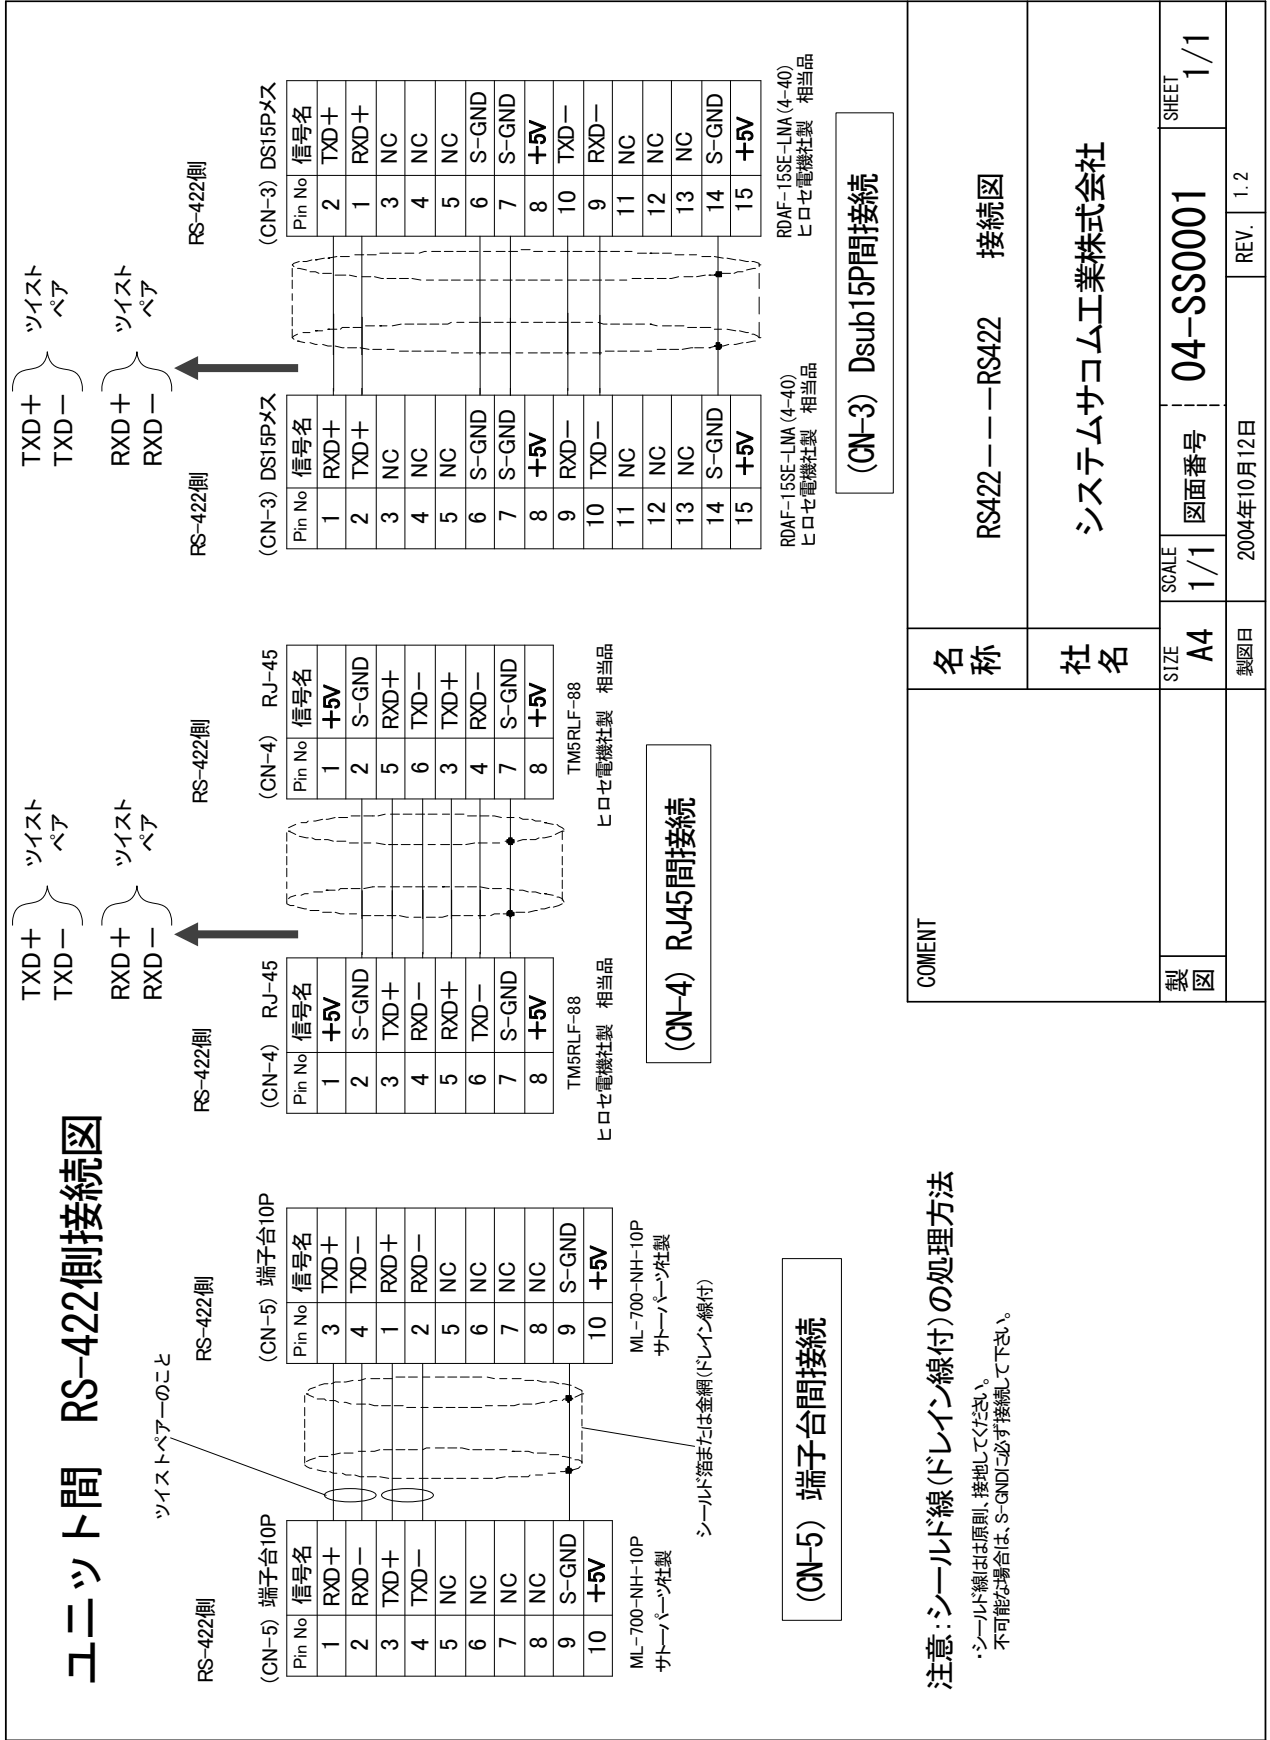 ユニット間　RS-422側接続図
ツイストペアーのこと
RS-422側
(CN-5) 端子台10P
Pin No 信号名
1 RXD+
2 RXD-
3 TXD+
4 TXD-
5 NC
6 NC
7 NC
8 NC
9 S-GND
10 +5V
ML-700-NH-10P
サトーパーツ社製
RS-422側
(CN-5) 端子台10P
Pin No 信号名
3 TXD+
4 TXD-
1 RXD+
2 RXD-
5 NC
6 NC
7 NC
8 NC
9 S-GND
10 +5V
ML-700-NH-10P
サトーパーツ社製
シールド箔または金網(ドレイン線付)
(CN-5) 端子台間接続
TXD+
TXD-
ツイスト
ペア
RXD+
RXD-
ツイスト
ペア
RS-422側
(CN-4) RJ-45
Pin No 信号名
1 +5V
2 S-GND
3 TXD+
4 RXD-
5 RXD+
6 TXD-
7 S-GND
8 +5V
TM5RLF-88
ヒロセ電機社製 相当品
RS-422側
(CN-4) RJ-45
Pin No 信号名
1 +5V
2 S-GND
5 RXD+
6 TXD-
3 TXD+
4 RXD-
7 S-GND
8 +5V
TM5RLF-88
ヒロセ電機社製 相当品
(CN-4) RJ45間接続
TXD+
TXD-
ツイスト
ペア
RXD+
RXD-
ツイスト
ペア
RS-422側
(CN-3) DS15Pメス
Pin No 信号名
1 RXD+
2 TXD+
3 NC
4 NC
5 NC
6 S-GND
7 S-GND
8 +5V
9 RXD-
10 TXD-
11 NC
12 NC
13 NC
14 S-GND
15 +5V
RDAF-15SE-LNA(4-40)
ヒロセ電機社製 相当品
RS-422側
(CN-3) DS15Pメス
Pin No 信号名
2 TXD+
1 RXD+
3 NC
4 NC
5 NC
6 S-GND
7 S-GND
8 +5V
10 TXD-
9 RXD-
11 NC
12 NC
13 NC
14 S-GND
15 +5V
RDAF-15SE-LNA(4-40)
ヒロセ電機社製 相当品
(CN-3) Dsub15P間接続
注意:シールド線(ドレイン線付)の処理方法
・シールド線はは原則、接地してください。
不可能な場合は、S-GNDに必ず接続して下さい。
COMENT
製図
名称
RS422---RS422 接続図
社名
システムサコム工業株式会社
SIZE
A4
SCALE
1/1
図面番号
04-SS0001
SHEET
1/1
製図日
2004年10月12日
REV.
1.2